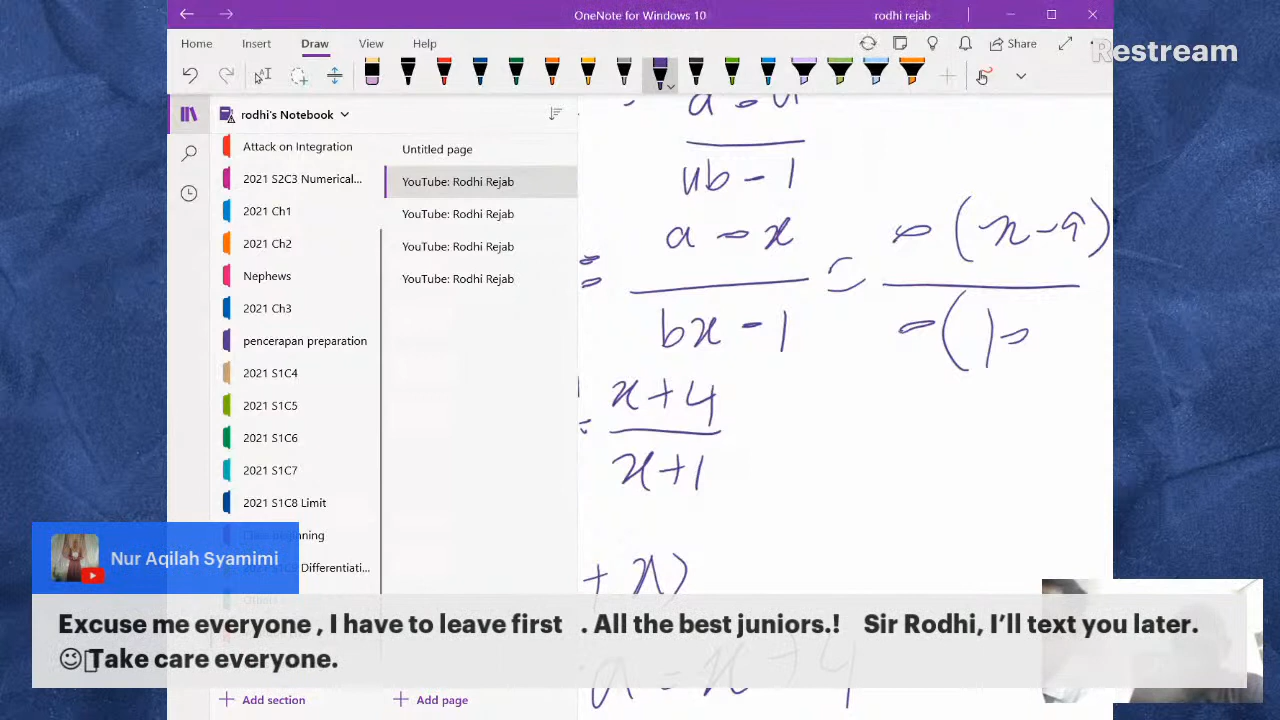 OneNote for Windows 10
rodhi rejab
Restream
Home Insert Draw View Help
Share
rodhi's Notebook
Attack on Integration
2021 S2C3 Numerical...
2021 Ch1
2021 Ch2
Nephews
2021 Ch3
pencerapan preparation
2021 S1C4
2021 S1C5
2021 S1C6
2021 S1C7
2021 S1C8 Limit
Differentiati...
Add section
Untitled page
YouTube: Rodhi Rejab
YouTube: Rodhi Rejab
YouTube: Rodhi Rejab
YouTube: Rodhi Rejab
Add page
ub - 1
= a - x = -(x-a)
bx - 1 -(1-
x+4
x+1
+ x)
a = x + 4
Nur Aqilah Syamimi
Excuse me everyone , I have to leave first . All the best juniors.! Sir Rodhi, I’ll text you later.
☺Take care everyone.